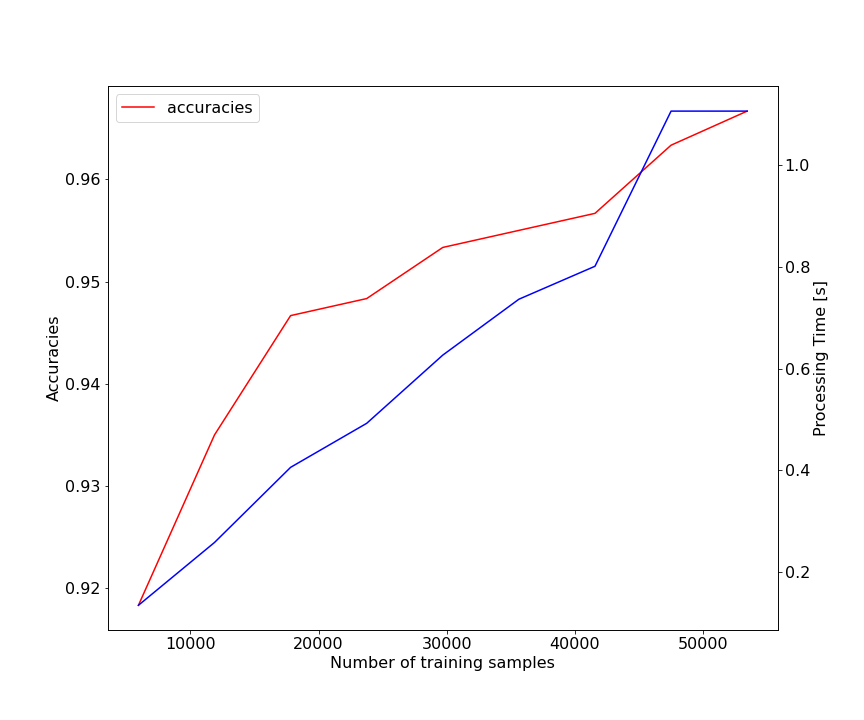 accuracies
0.96
0.95
0.94
0.93
0.92
Accuracies
1.0
0.8
0.6
0.4
0.2
Processing Time [s]
10000 20000 30000 40000 50000
Number of training samples